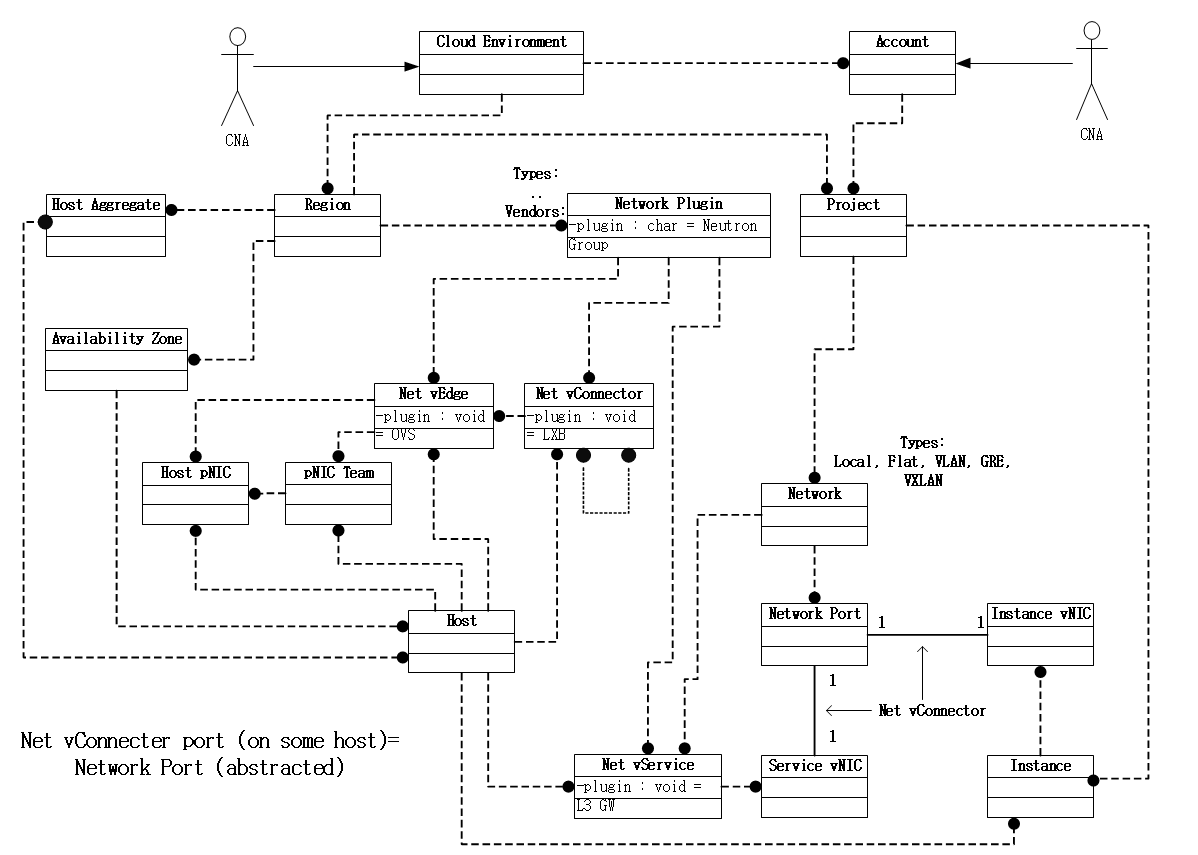 Cloud Environment
Account
CNA
CNA
Types:
..
Vendors:
Host Aggregate
Region
Network Plugin
-plugin : char = Neutron
Group
Project
Availability Zone
Net vEdge
-plugin : void
= OVS
Net vConnector
-plugin : void
= LXB
Types:
Local, Flat, VLAN, GRE,
VXLAN
Host pNIC
pNIC Team
Network
Host
Network Port
1
1
Instance vNIC
1
Net vConnector
1
Net vConnecter port (on some host)=
Network Port (abstracted)
Net vService
-plugin : void =
L3 GW
Service vNIC
Instance